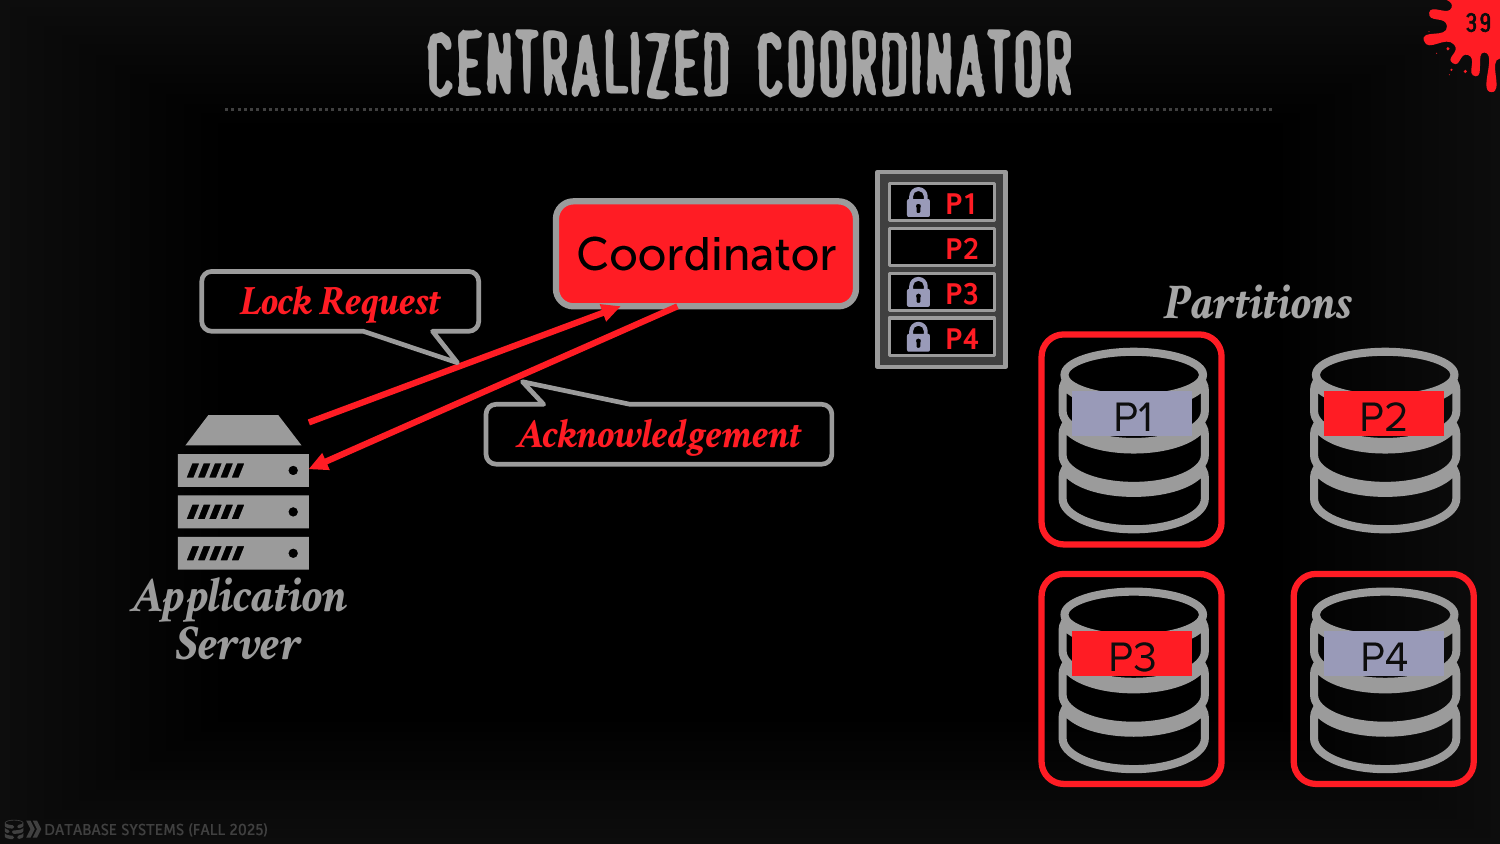 39
CENTRALIZED COORDINATOR
P1
P2
P3
P4
Coordinator
Lock Request
Acknowledgement
Application
Server
Partitions
P1
P2
P3
P4
DATABASE SYSTEMS (FALL 2025)